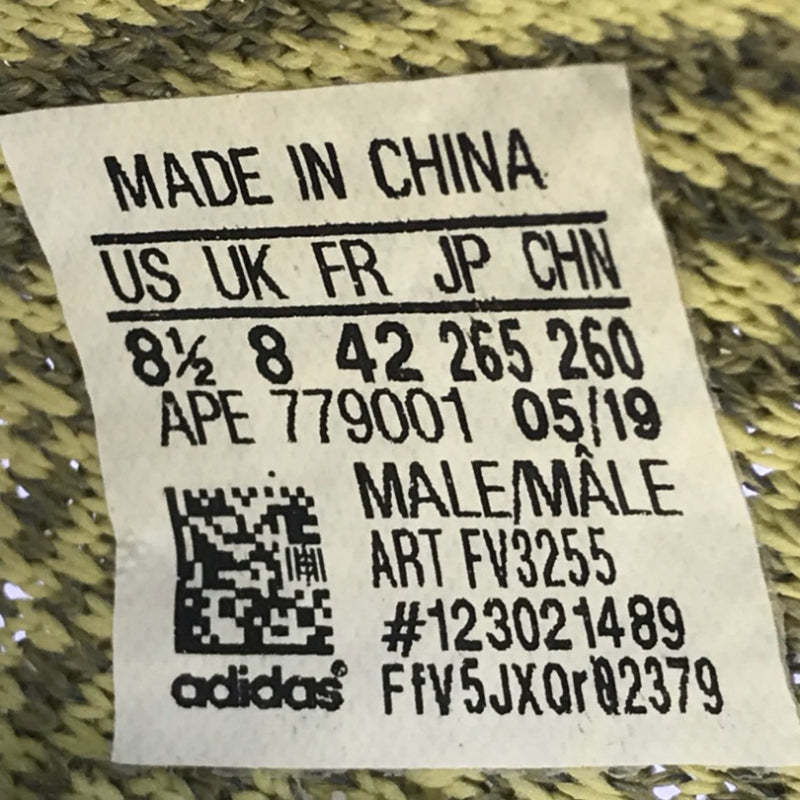 MADE IN CHINA
US UK FR JP CHN
8½ 8 42 265 260
APE 779001 05/19
MALE/MÂLE
ART FV3255
#123021489
adidas®